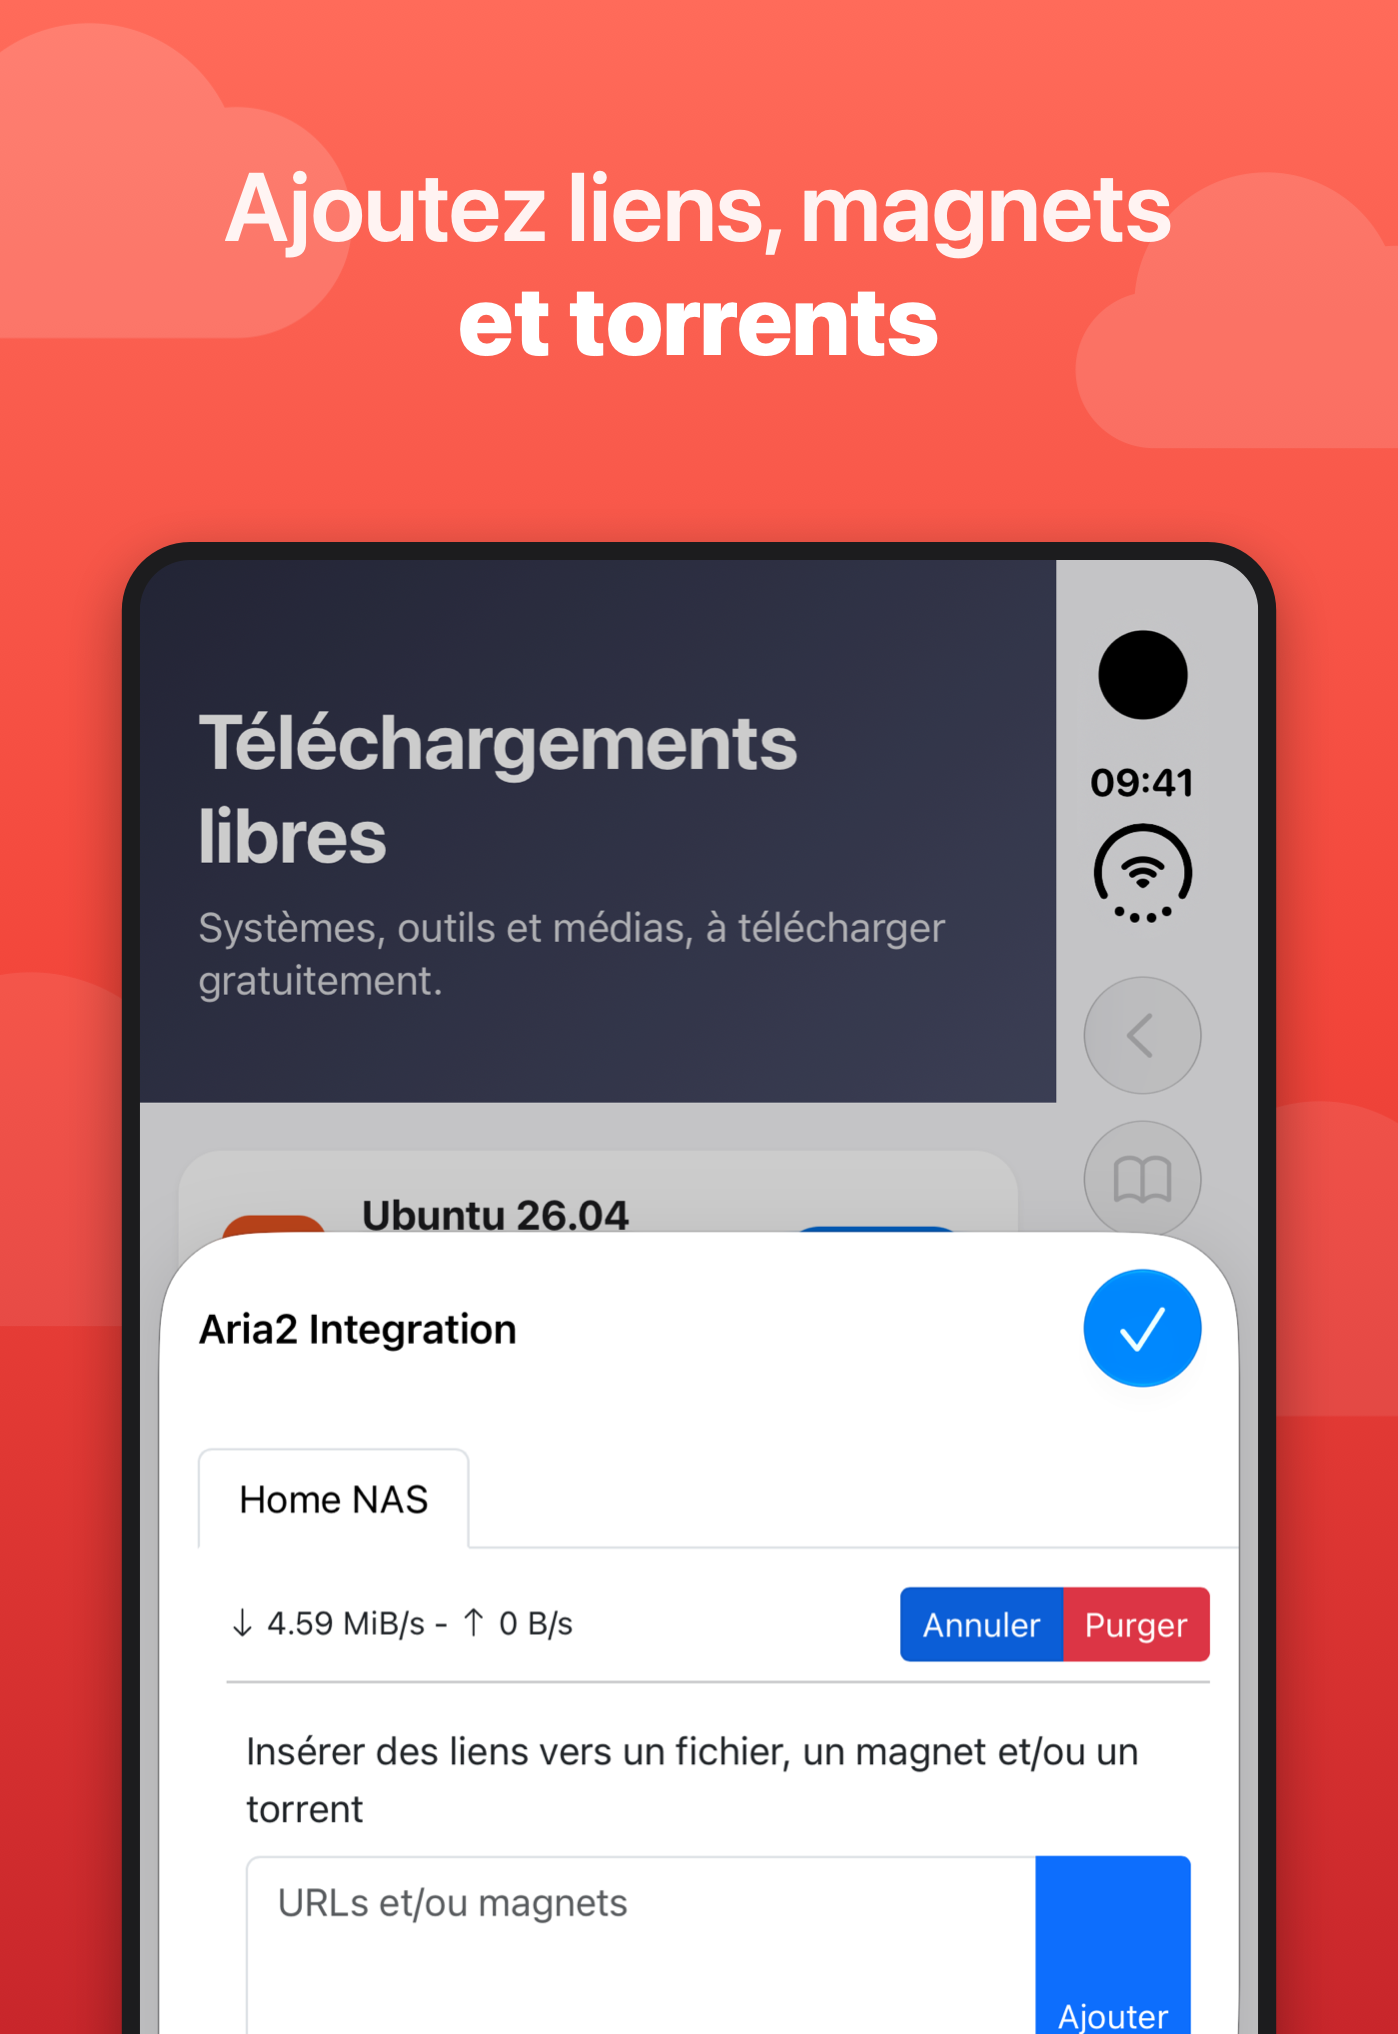 Ajoutez liens, magnets
et torrents
Téléchargements
libres
Systèmes, outils et médias, à télécharger
gratuitement.
09:41
Ubuntu 26.04
Aria2 Integration
Home NAS
↓ 4.59 MiB/s - ↑ 0 B/s
Annuler Purger
Insérer des liens vers un fichier, un magnet et/ou un
torrent
URLs et/ou magnets
Ajouter